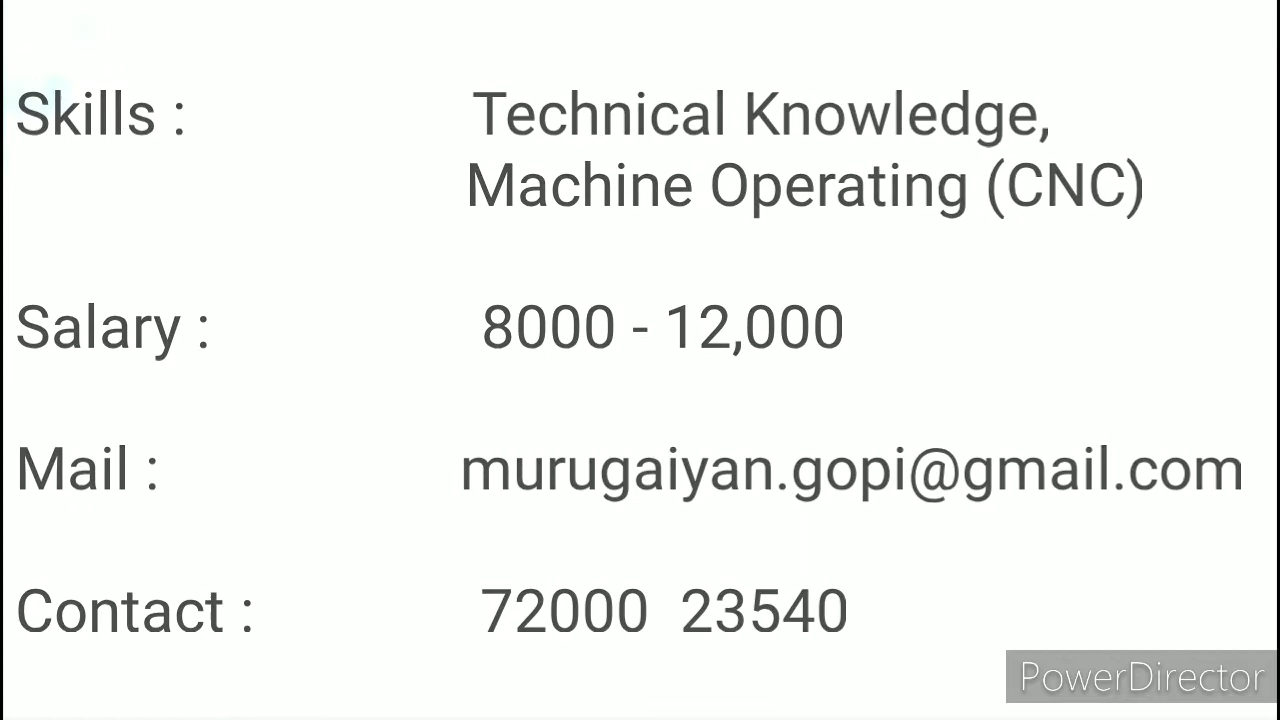 Skills : Technical Knowledge,
Machine Operating (CNC)
Salary : 8000 - 12,000
Mail : murugaiyan.gopi@gmail.com
Contact : 72000 23540
PowerDirector